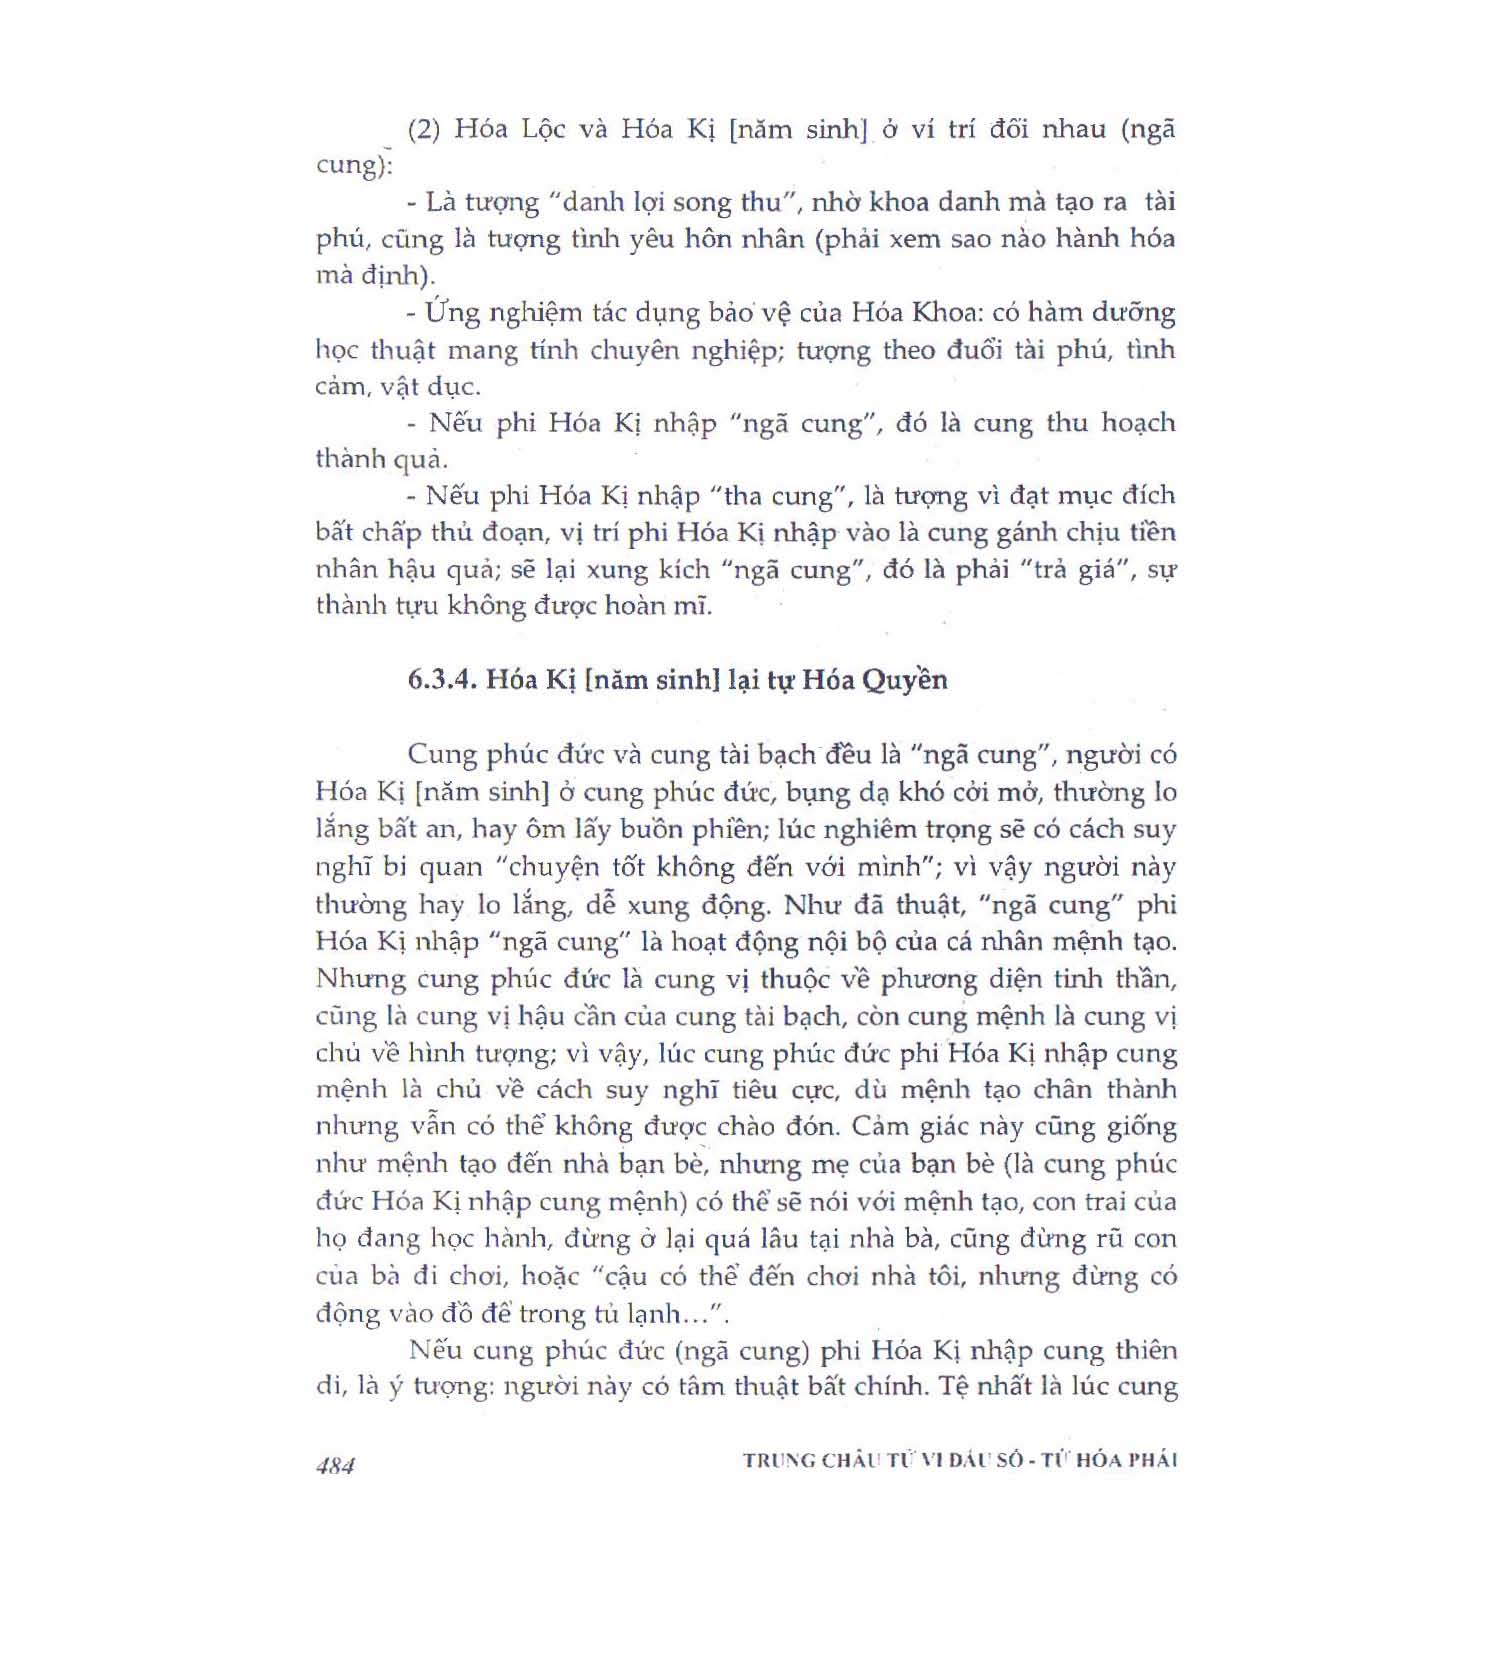 (2) Hóa Lộc và Hóa Kị [năm sinh] ở ví trí đối nhau (ngã
cung):
- Là tượng "danh lợi song thu", nhờ khoa danh mà tạo ra tài
phú, cũng là tượng tình yêu hôn nhân (phải xem sao nào hành hóa
mà định).
- Ứng nghiệm tác dụng bảo vệ của Hóa Khoa: có hàm dưỡng
học thuật mang tính chuyên nghiệp; tượng theo đuổi tài phú, tình
cảm, vật dục.
- Nếu phi Hóa Kị nhập "ngã cung", đó là cung thu hoạch
thành quả.
- Nếu phi Hóa Kị nhập "tha cung", là tượng vì đạt mục đích
bất chấp thủ đoạn, vị trí phi Hóa Kị nhập vào là cung gánh chịu tiền
nhân hậu quả; sẽ lại xung kích "ngã cung", đó là phải "trả giá", sự
thành tựu không được hoàn mĩ.
6.3.4. Hóa Kị [năm sinh] lại tự Hóa Quyền
Cung phúc đức và cung tài bạch đều là "ngã cung", người có
Hóa Kị [năm sinh] ở cung phúc đức, bụng dạ khó cởi mở, thường lo
lắng bất an, hay ôm lấy buồn phiền; lúc nghiêm trọng sẽ có cách suy
nghĩ bi quan "chuyện tốt không đến với mình"; vì vậy người này
thường hay lo lắng, dễ xung động. Như đã thuật, "ngã cung" phi
Hóa Kị nhập "ngã cung" là hoạt động nội bộ của cá nhân mệnh tạo.
Nhưng cung phúc đức là cung vị thuộc về phương diện tinh thần,
cũng là cung vị hậu cần của cung tài bạch, còn cung mệnh là cung vị
chủ về hình tượng; vì vậy, lúc cung phúc đức phi Hóa Kị nhập cung
mệnh là chủ về cách suy nghĩ tiêu cực, dù mệnh tạo chân thành
nhưng vẫn có thể không được chào đón. Cảm giác này cũng giống
như mệnh tạo đến nhà bạn bè, nhưng mẹ của bạn bè (là cung phúc
đức Hóa Kị nhập cung mệnh) có thể sẽ nói với mệnh tạo, con trai của
họ đang học hành, đừng ở lại quá lâu tại nhà bà, cũng đừng rũ con
của bà đi chơi, hoặc "cậu có thể đến chơi nhà tôi, nhưng đừng có
động vào đồ để trong tủ lạnh...".
Nếu cung phúc đức (ngã cung) phi Hóa Kị nhập cung thiên
di, là ý tượng: người này có tâm thuật bất chính. Tệ nhất là lúc cung
484
TRUNG CHÂU TỬ VI ĐẨU SỐ - TỨ HÓA PHÁI